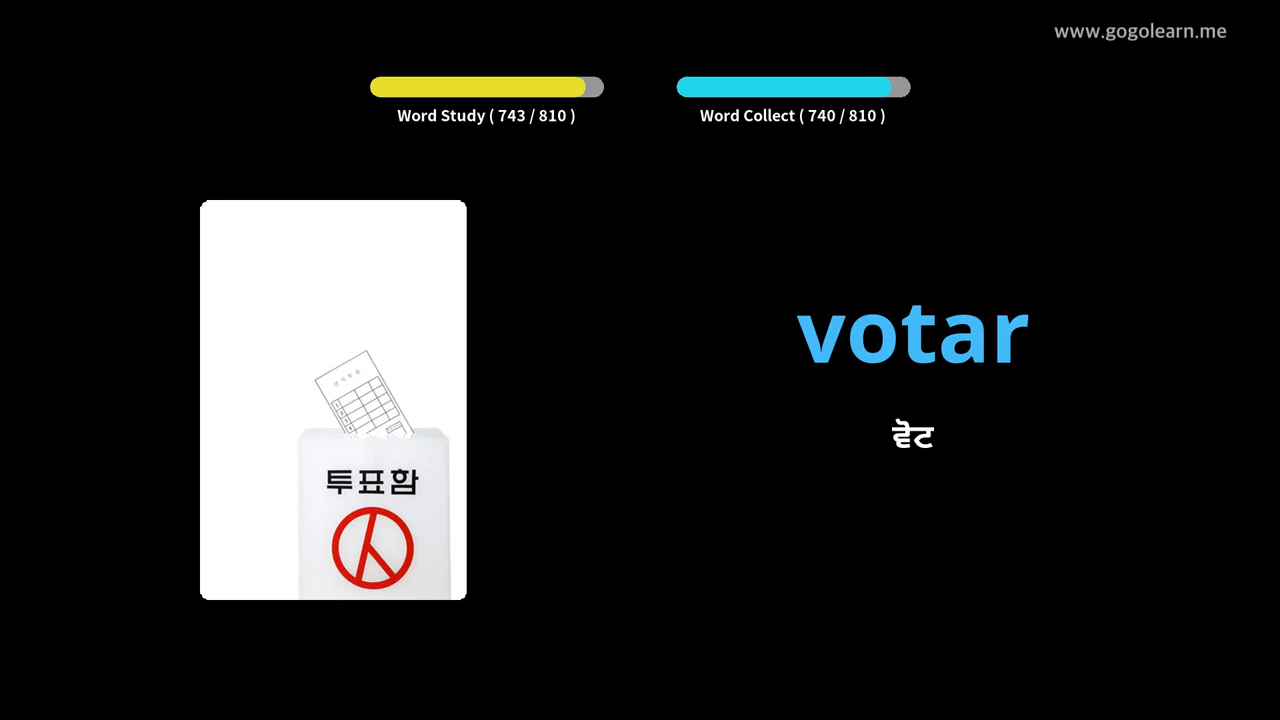 www.gogolearn.me
Word Study ( 743 / 810 )
Word Collect ( 740 / 810 )
votar
ਵੋਟ
투표함